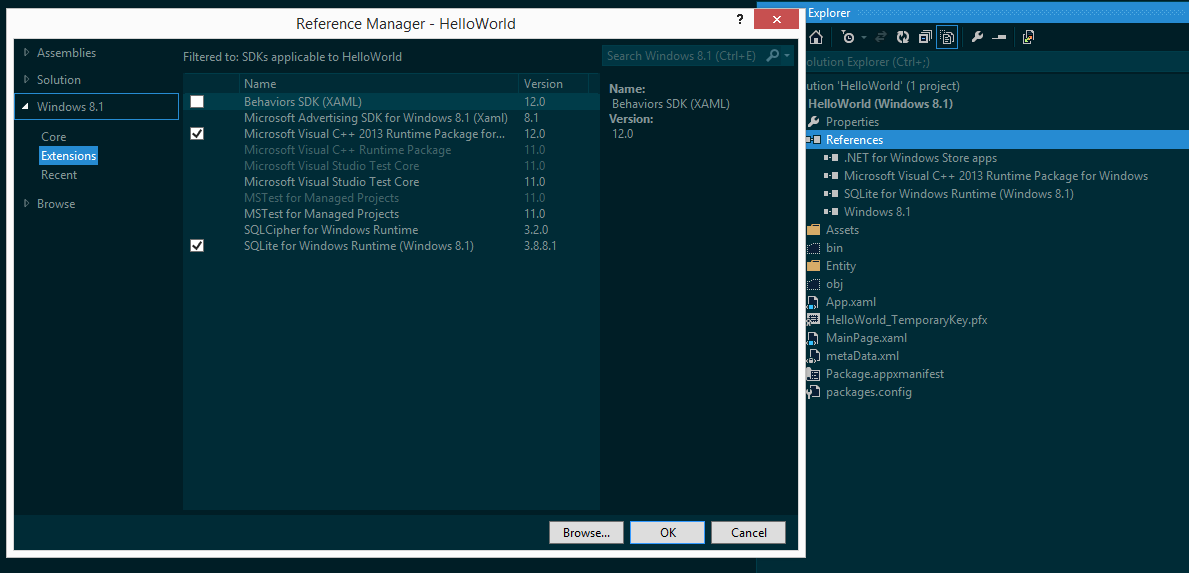 Reference Manager - HelloWorld
?
Assemblies
Solution
Windows 8.1
Core
Extensions
Recent
Browse
Filtered to: SDKs applicable to HelloWorld
Search Windows 8.1 (Ctrl+E)
Name Version
Behaviors SDK (XAML) 12.0
Microsoft Advertising SDK for Windows 8.1 (Xaml) 8.1
Microsoft Visual C++ 2013 Runtime Package for... 12.0
Microsoft Visual C++ Runtime Package 11.0
Microsoft Visual Studio Test Core 11.0
Microsoft Visual Studio Test Core 11.0
MSTest for Managed Projects 11.0
MSTest for Managed Projects 11.0
SQLCipher for Windows Runtime 3.2.0
SQLite for Windows Runtime (Windows 8.1) 3.8.8.1
Name:
Behaviors SDK (XAML)
Version:
12.0
Browse... OK Cancel
Explorer
olution Explorer (Ctrl+;)
ution 'HelloWorld' (1 project)
HelloWorld (Windows 8.1)
Properties
References
.NET for Windows Store apps
Microsoft Visual C++ 2013 Runtime Package for Windows
SQLite for Windows Runtime (Windows 8.1)
Windows 8.1
Assets
bin
Entity
obj
App.xaml
HelloWorld_TemporaryKey.pfx
MainPage.xaml
metaData.xml
Package.appxmanifest
packages.config